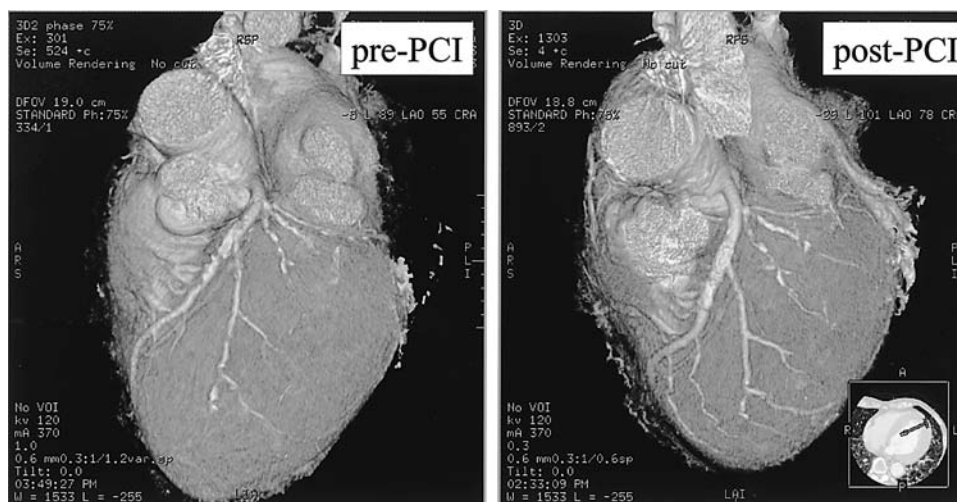 3D2 phase 75%
Ex: 301
Se: 524 +c
Volume Rendering No cut
DFOV 19.0 cm
STANDARD Ph:75%
334/1
RSP
pre-PCI
LAO 55 CRA
A
R
S
P
L
I
No VOI
kv 120
mA 370
1.0
0.6 mm0.3:1/1.2var.sp
Tilt: 0.0
03:49:27 PM
W = 1533 L = -255
3D
Ex: 1303
Se: 4 +c
Volume Rendering No cut
DFOV 18.8 cm
STANDARD Ph:75%
893/2
RPS
post-PCI
L 101 LAO 78 CR
A
R
S
P
L
I
No VOI
kv 120
mA 370
0.3
0.6 mm0.3:1/0.6sp
Tilt: 0.0
02:33:09 PM
W = 1533 L = -255
LAI
A
R
L
P